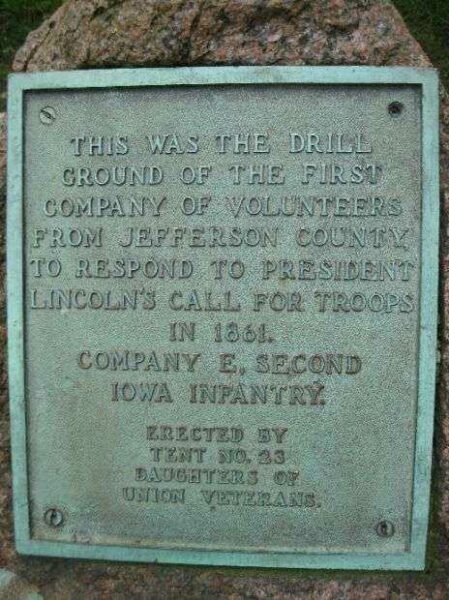 THIS WAS THE DRILL
GROUND OF THE FIRST
COMPANY OF VOLUNTEERS
FROM JEFFERSON COUNTY,
TO RESPOND TO PRESIDENT
LINCOLN'S CALL FOR TROOPS
IN 1861.
COMPANY E, SECOND
IOWA INFANTRY.
ERECTED BY
TENT NO. 23
DAUGHTERS OF
UNION VETERANS.